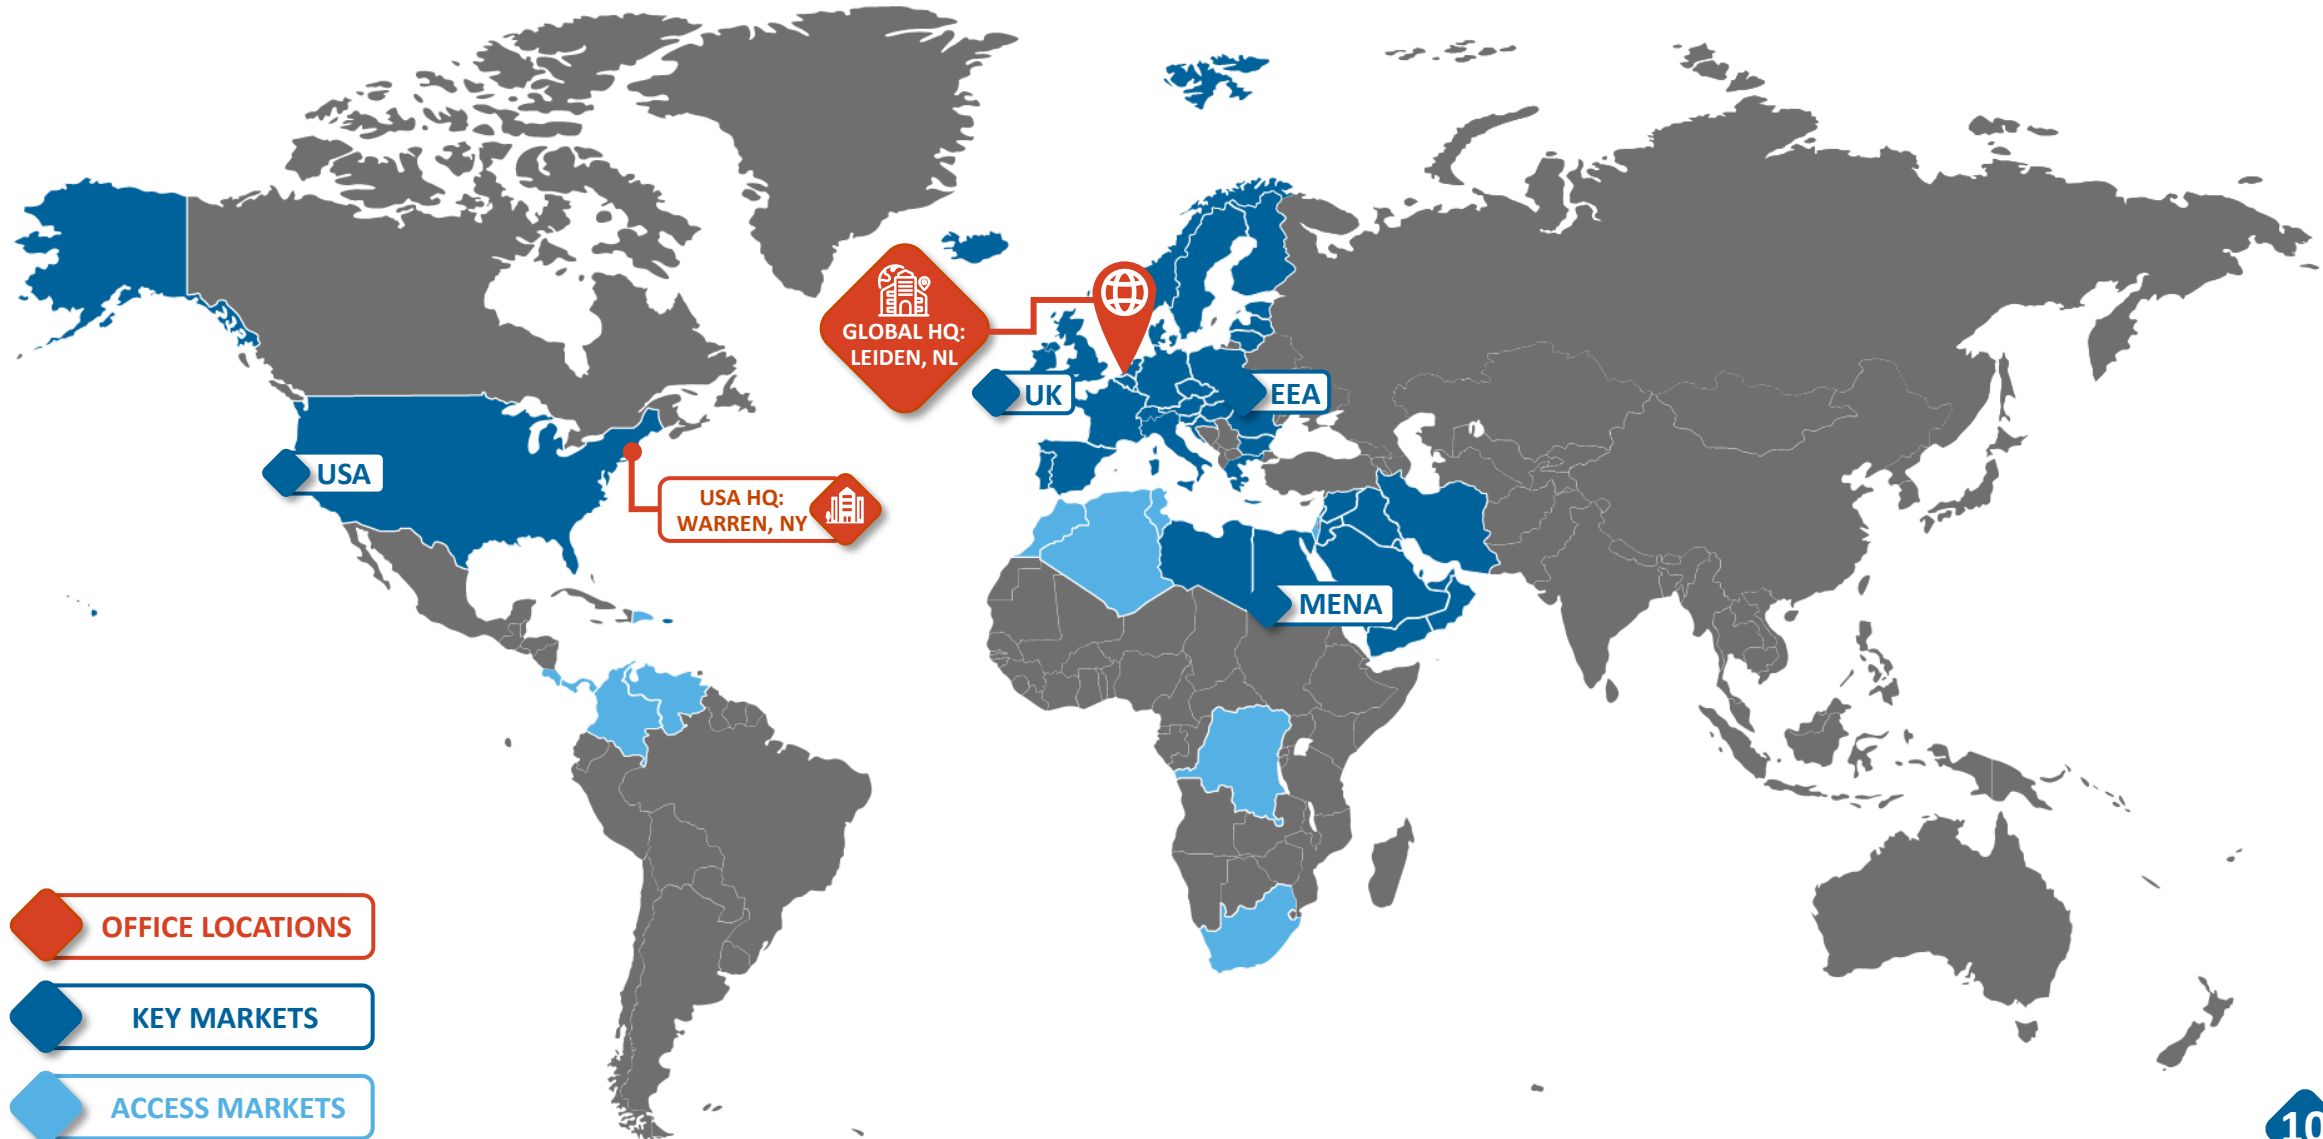 GLOBAL HQ:
LEIDEN, NL
UK
EEA
USA
USA HQ:
WARREN, NY
MENA
OFFICE LOCATIONS
KEY MARKETS
ACCESS MARKETS
10